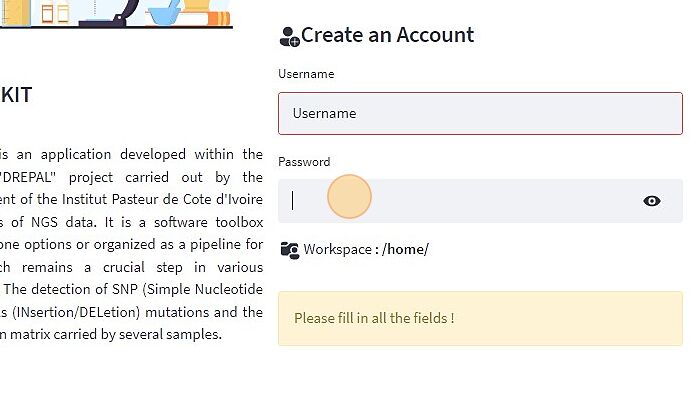 KIT
is an application developed within the
"DREPAL" project carried out by the
ent of the Institut Pasteur de Cote d'Ivoire
s of NGS data. It is a software toolbox
one options or organized as a pipeline for
ch remains a crucial step in various
The detection of SNP (Simple Nucleotide
s (INsertion/DELetion) mutations and the
n matrix carried by several samples.
Create an Account
Username
Username
Password
Workspace : /home/
Please fill in all the fields !